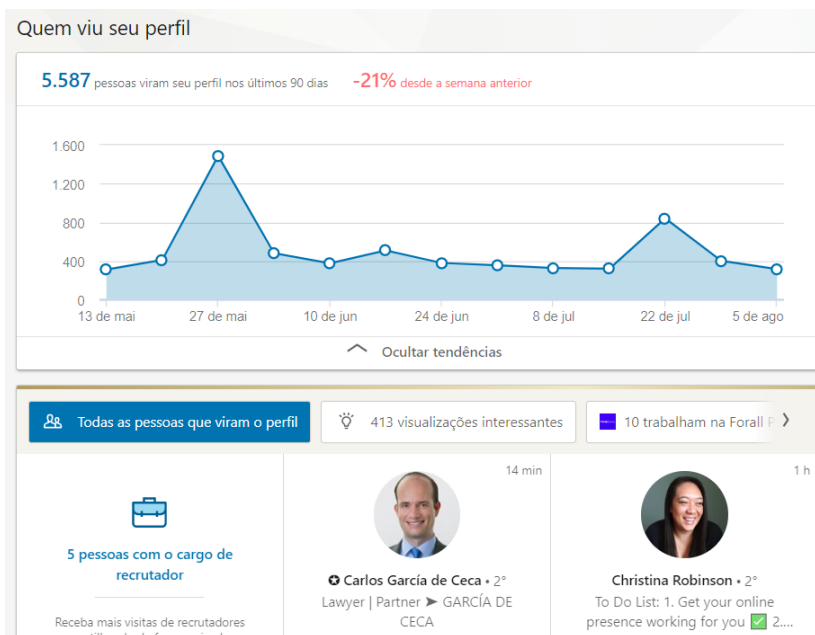 Quem viu seu perfil
5.587 pessoas viram seu perfil nos últimos 90 dias -21% desde a semana anterior
1.600
1.200
800
400
0
13 de mai 27 de mai 10 de jun 24 de jun 8 de jul 22 de jul 5 de ago
Ocultar tendências
Todas as pessoas que viram o perfil 413 visualizações interessantes 10 trabalham na Forall
14 min
1 h
5 pessoas com o cargo de
recrutador
Receba mais visitas de recrutadores
Carlos García de Ceca • 2°
Lawyer | Partner ➤ GARCÍA DE
CECA
Christina Robinson • 2°
To Do List: 1. Get your online
presence working for you ✅ 2....